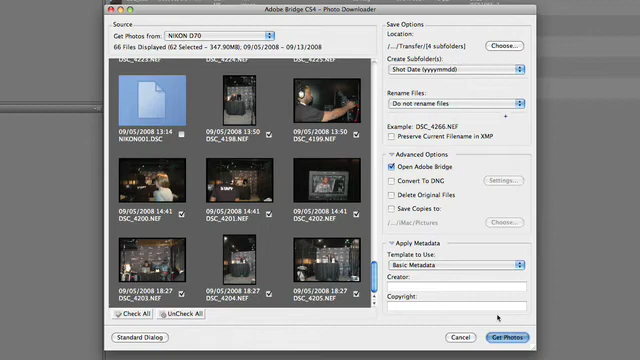 Adobe Bridge CS4 - Photo Downloader
Source
Get Photos from: NIKON D70
66 Files Displayed (62 Selected - 347.90MB), 09/05/2008 - 09/13/2008
DSC_4223.NEF
DSC_4224.NEF
DSC_4225.NEF
09/05/2008 13:14
NIKON001.DSC
09/05/2008 13:50
DSC_4198.NEF
09/05/2008 13:50
DSC_4199.NEF
09/05/2008 14:41
DSC_4200.NEF
09/05/2008 14:41
DSC_4201.NEF
09/05/2008 14:41
DSC_4202.NEF
09/05/2008 18:27
DSC_4203.NEF
09/05/2008 18:27
DSC_4204.NEF
09/05/2008 18:27
DSC_4205.NEF
Check All
UnCheck All
Standard Dialog
Save Options
Location:
/.../Transfer/[4 subfolders]
Choose...
Create Subfolder(s):
Shot Date (yyyymmdd)
Rename Files:
Do not rename files
+
Example: DSC_4266.NEF
Preserve Current Filename in XMP
Advanced Options
Open Adobe Bridge
Convert To DNG
Settings...
Delete Original Files
Save Copies to:
/.../iMac/Pictures
Choose...
Apply Metadata
Template to Use:
Basic Metadata
Creator:
Copyright:
Cancel
Get Photos